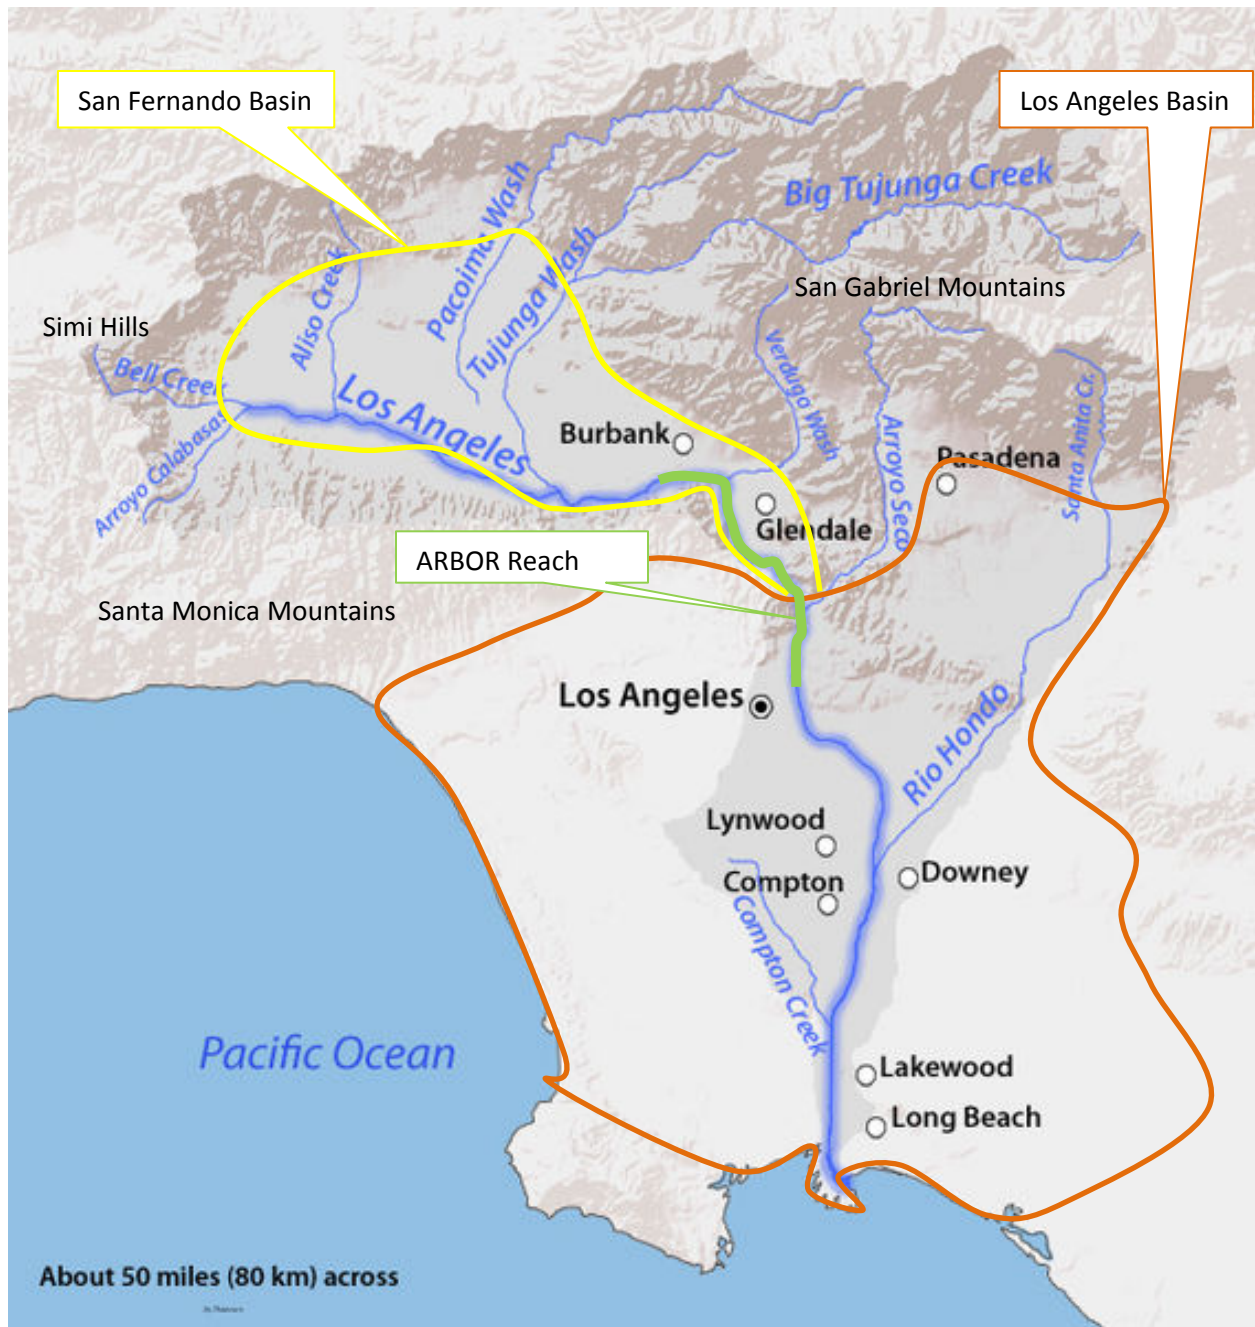 San Fernando Basin
Los Angeles Basin
Big Tujunga Creek
Pacoima Wash
Tujunga Wash
San Gabriel Mountains
Aliso Creek
Simi Hills
Bell Creek
Verdugo Wash
Santa Anita Cr.
Los Angeles
Arroyo Calabasas
Burbank
Arroyo Seco
Pasadena
Glendale
ARBOR Reach
Santa Monica Mountains
Los Angeles
Rio Hondo
Lynwood
Compton
Downey
Compton Creek
Pacific Ocean
Lakewood
Long Beach
About 50 miles (80 km) across